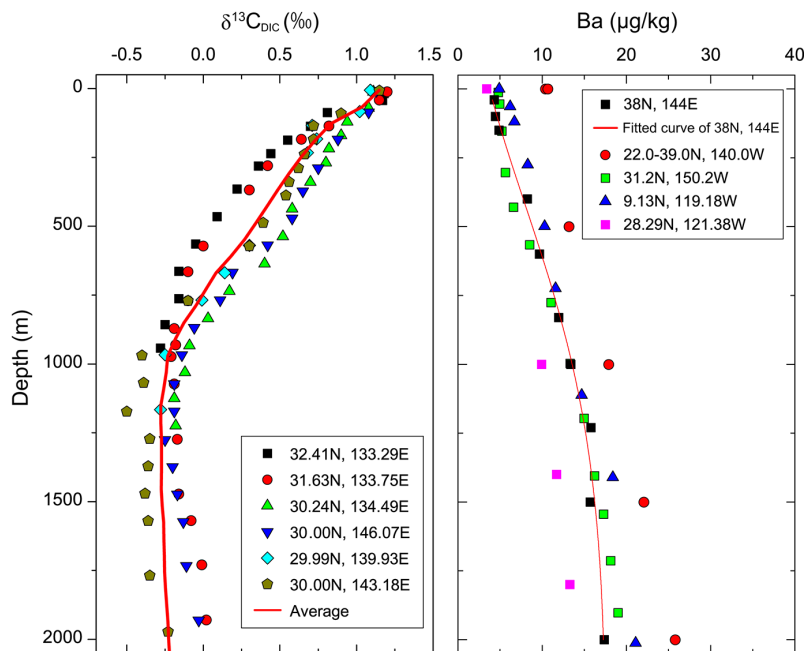 δ¹³C_DIC (‰)
Ba (µg/kg)
-0.5 0.0 0.5 1.0 1.5
0 10 20 30 40
0
500
1000
1500
2000
Depth (m)
32.41N, 133.29E
31.63N, 133.75E
30.24N, 134.49E
30.00N, 146.07E
29.99N, 139.93E
30.00N, 143.18E
Average
38N, 144E
Fitted curve of 38N, 144E
22.0-39.0N, 140.0W
31.2N, 150.2W
9.13N, 119.18W
28.29N, 121.38W